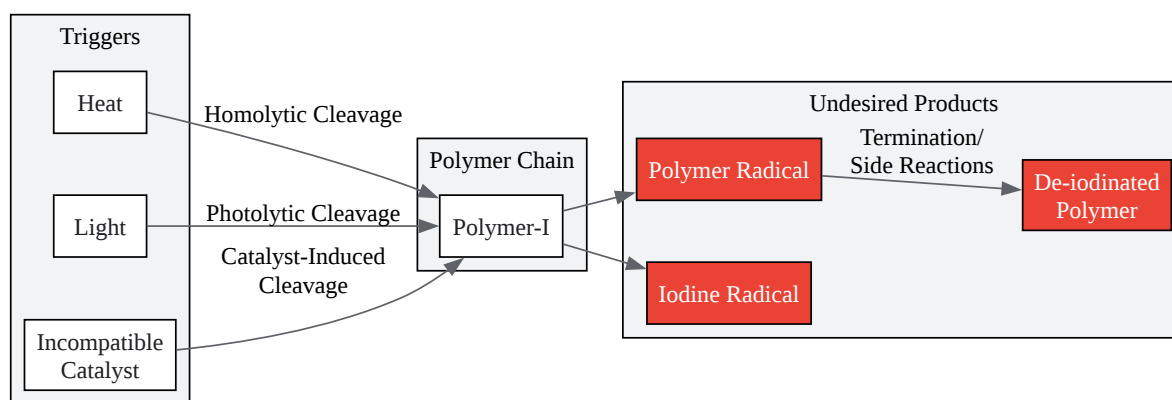 Triggers
Heat
Light
Incompatible
Catalyst
Homolytic Cleavage
Photolytic Cleavage
Catalyst-Induced
Cleavage
Polymer Chain
Polymer-I
Undesired Products
Polymer Radical
Iodine Radical
Termination/
Side Reactions
De-iodinated
Polymer